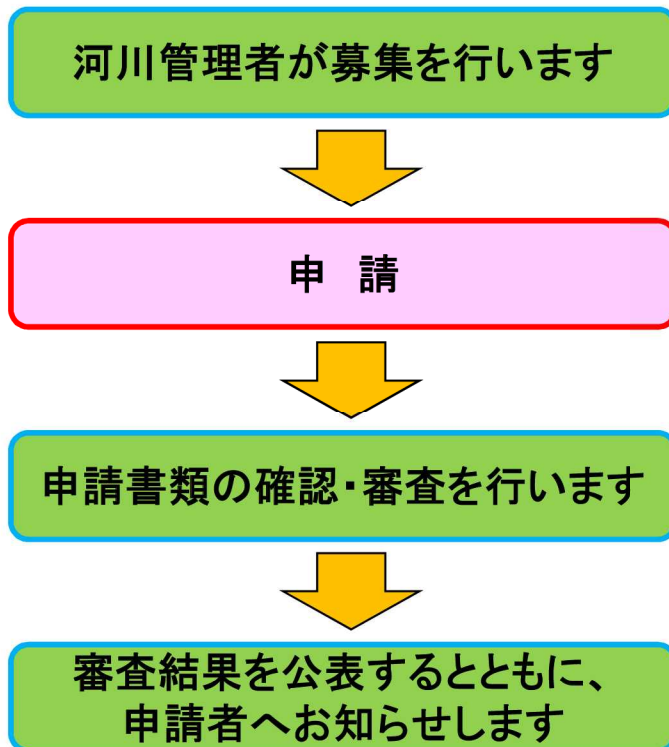 河川管理者が募集を行います
申　請
申請書類の確認・審査を行います
審査結果を公表するとともに、
申請者へお知らせします